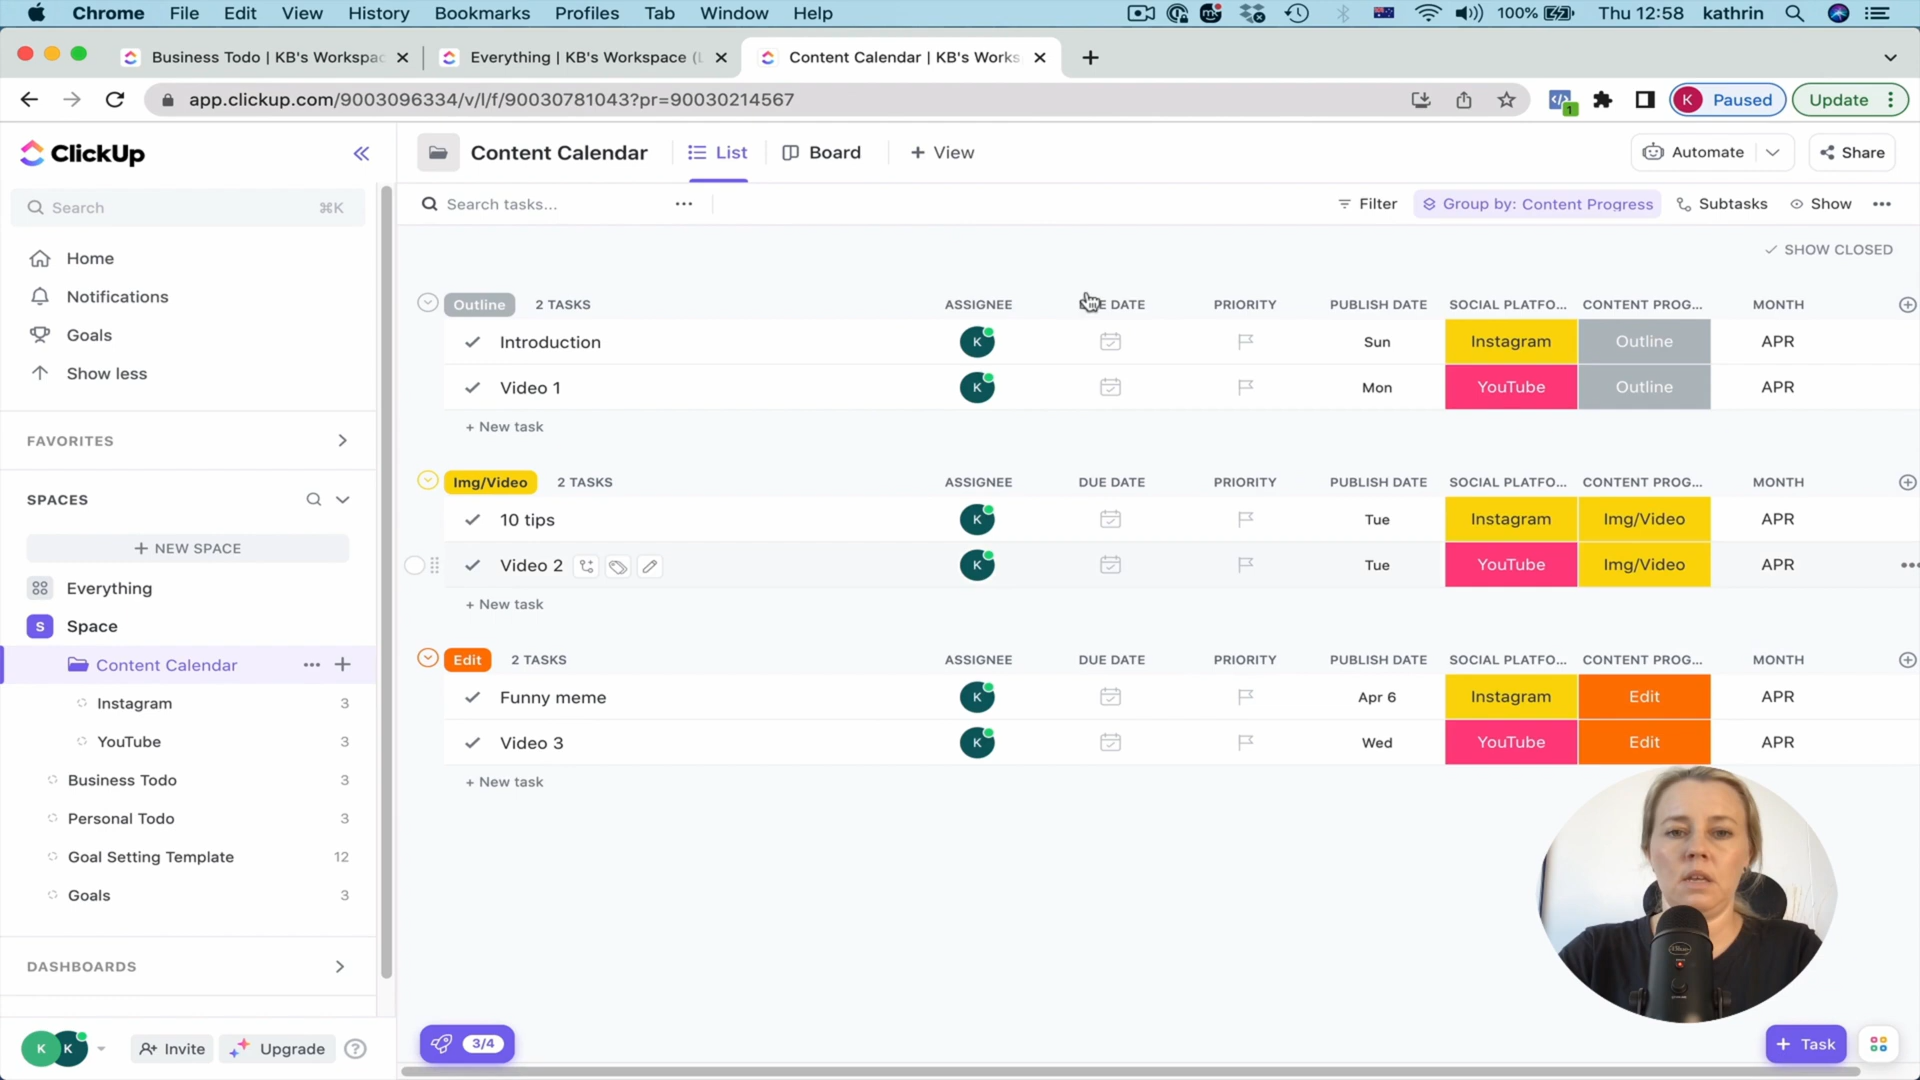 Chrome File Edit View History Bookmarks Profiles Tab Window Help 100% Thu 12:58 kathrin
Business Todo | KB's Workspac
Everything | KB's Workspace (
Content Calendar | KB's Works
app.clickup.com/9003096334/v/l/f/90030781043?pr=90030214567
1
K Paused
Update
ClickUp
Content Calendar
List
Board
+ View
Automate
Share
Search ⌘K
Search tasks...
Filter
Group by: Content Progress
Subtasks
Show
SHOW CLOSED
Home
Notifications
Goals
Show less
FAVORITES
SPACES
+ NEW SPACE
Everything
S Space
Content Calendar
Instagram 3
YouTube 3
Business Todo 3
Personal Todo 3
Goal Setting Template 12
Goals 3
DASHBOARDS
K K Invite Upgrade ?
Outline 2 TASKS ASSIGNEE DUE DATE PRIORITY PUBLISH DATE SOCIAL PLATFO... CONTENT PROG... MONTH
Introduction K Sun Instagram Outline APR
Video 1 K Mon YouTube Outline APR
+ New task
Img/Video 2 TASKS ASSIGNEE DUE DATE PRIORITY PUBLISH DATE SOCIAL PLATFO... CONTENT PROG... MONTH
10 tips K Tue Instagram Img/Video APR
Video 2 K Tue YouTube Img/Video APR
+ New task
Edit 2 TASKS ASSIGNEE DUE DATE PRIORITY PUBLISH DATE SOCIAL PLATFO... CONTENT PROG... MONTH
Funny meme K Apr 6 Instagram Edit APR
Video 3 K Wed YouTube Edit APR
+ New task
3/4
+ Task